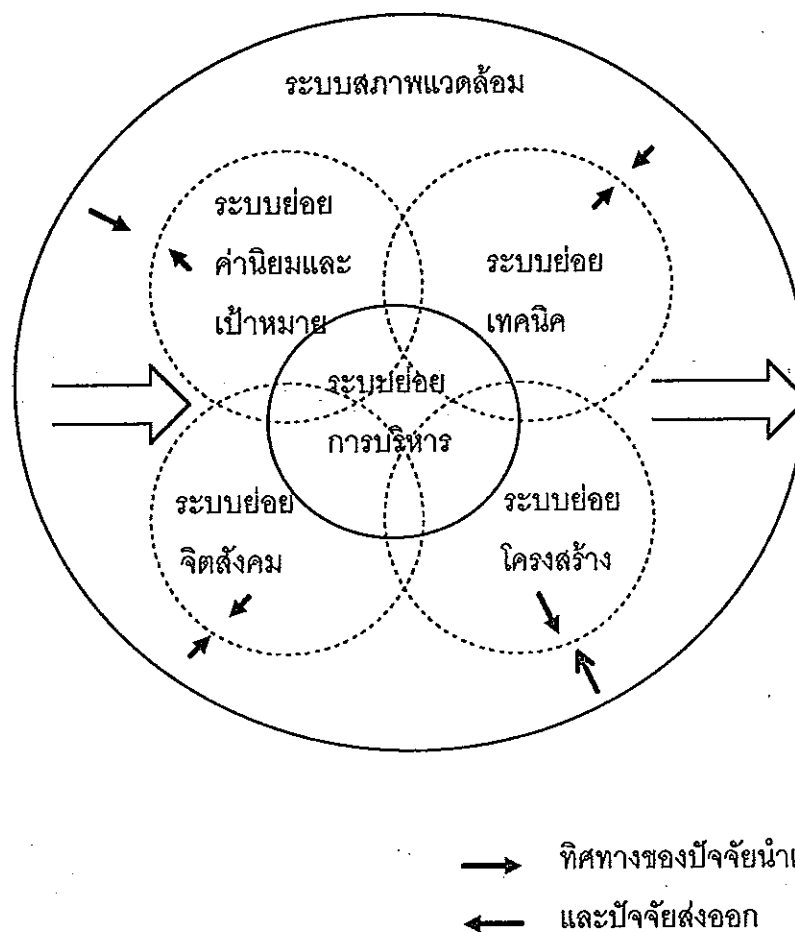 ระบบสภาพแวดล้อม
ระบบย่อย
ค่านิยมและ
เป้าหมาย
ระบบย่อย
เทคนิค
ระบบย่อย
การบริหาร
ระบบย่อย
จิตสังคม
ระบบย่อย
โครงสร้าง
ทิศทางของปัจจัยนำเ
และปัจจัยส่งออก